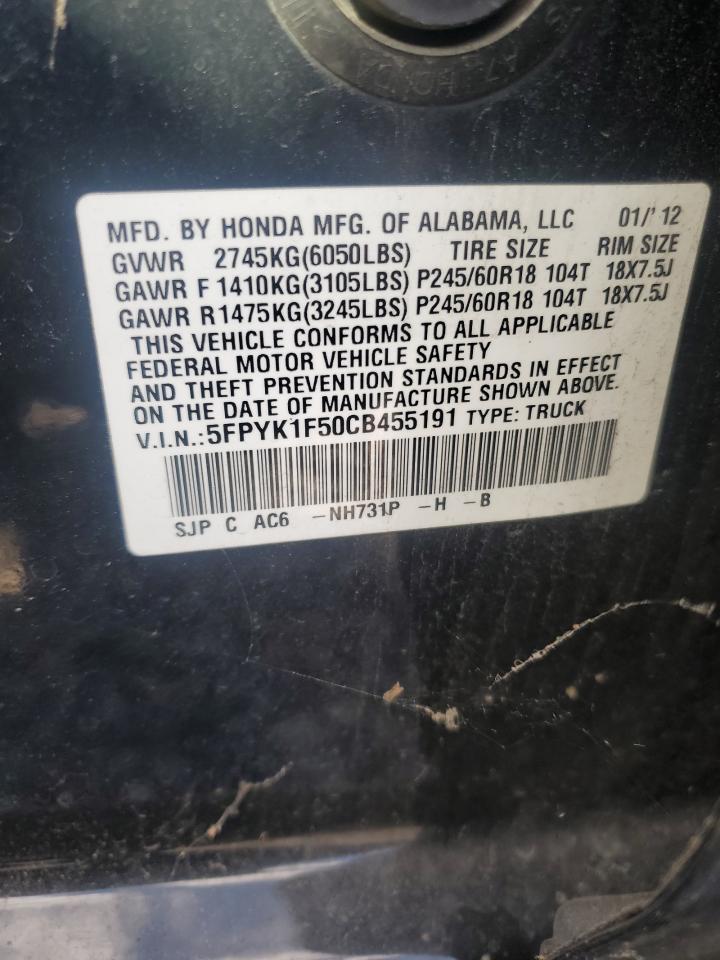 MFD. BY HONDA MFG. OF ALABAMA, LLC 01/'12
GVWR 2745KG(6050LBS) TIRE SIZE RIM SIZE
GAWR F 1410KG(3105LBS) P245/60R18 104T 18X7.5J
GAWR R1475KG(3245LBS) P245/60R18 104T 18X7.5J
THIS VEHICLE CONFORMS TO ALL APPLICABLE
FEDERAL MOTOR VEHICLE SAFETY
AND THEFT PREVENTION STANDARDS IN EFFECT
ON THE DATE OF MANUFACTURE SHOWN ABOVE.
V.I.N.:5FPYK1F50CB455191 TYPE: TRUCK
SJP C AC6 -NH731P -H -B